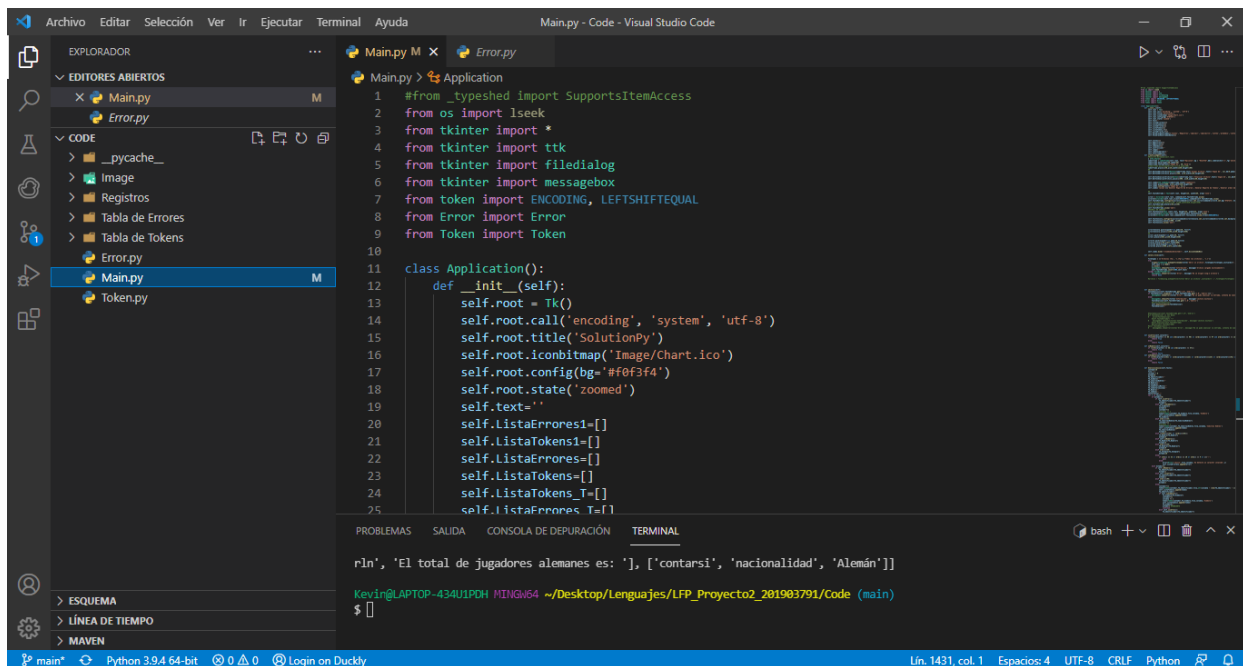 Archivo Editar Selección Ver Ir Ejecutar Terminal Ayuda Main.py - Code - Visual Studio Code
EXPLORADOR
EDITORES ABIERTOS
Main.py M
Error.py
CODE
__pycache__
Image
Registros
Tabla de Errores
Tabla de Tokens
Error.py
Main.py M
Token.py
ESQUEMA
LÍNEA DE TIEMPO
MAVEN
1
Main.py M Error.py
Main.py > Application
1 #from _typeshed import SupportsItemAccess
2 from os import lseek
3 from tkinter import *
4 from tkinter import ttk
5 from tkinter import filedialog
6 from tkinter import messagebox
7 from token import ENCODING, LEFTSHIFTEQUAL
8 from Error import Error
9 from Token import Token
10
11 class Application():
12 def __init__(self):
13 self.root = Tk()
14 self.root.call('encoding', 'system', 'utf-8')
15 self.root.title('SolutionPy')
16 self.root.iconbitmap('Image/Chart.ico')
17 self.root.config(bg='#f0f3f4')
18 self.root.state('zoomed')
19 self.text=''
20 self.ListaErrores1=[]
21 self.ListaTokens1=[]
22 self.ListaErrores=[]
23 self.ListaTokens=[]
24 self.ListaTokens_T=[]
25 self.ListaErrores_T=[]
PROBLEMAS SALIDA CONSOLA DE DEPURACIÓN TERMINAL bash
rln', 'El total de jugadores alemanes es: '], ['contarsi', 'nacionalidad', 'Alemán']]
Kevin@LAPTOP-434U1PDH MINGW64 ~/Desktop/Lenguajes/LFP_Proyecto2_201903791/Code (main)
$
main* Python 3.9.4 64-bit 0 0 Login on Duckly Lín. 1431, col. 1 Espacios: 4 UTF-8 CRLF Python